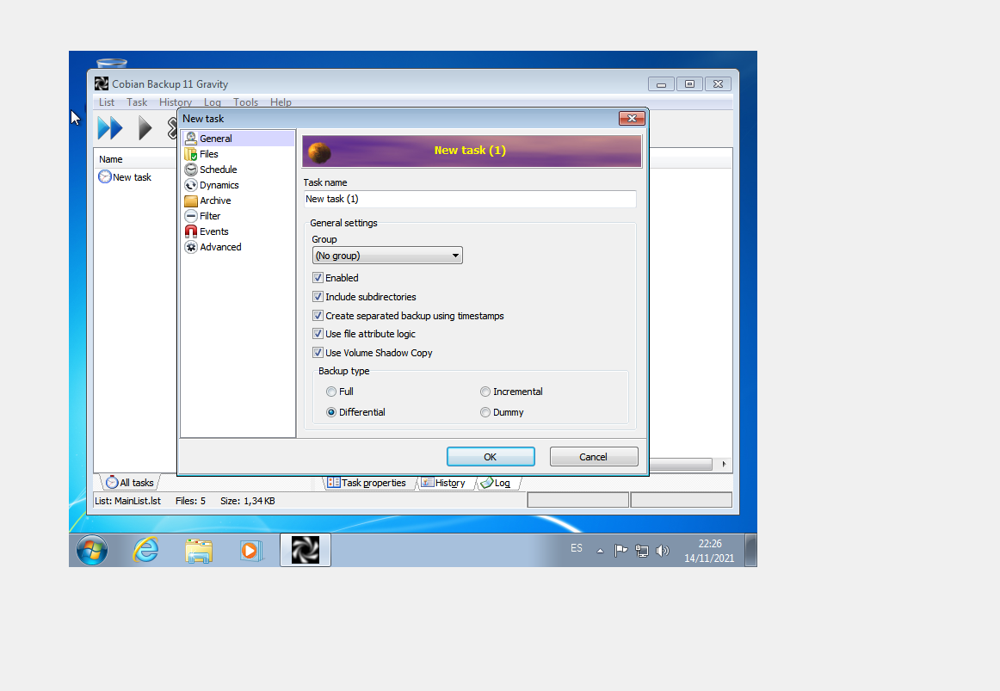 Cobian Backup 11 Gravity
List Task History Log Tools Help
New task
General
Files
Schedule
Dynamics
Archive
Filter
Events
Advanced
New task (1)
Task name
New task (1)
General settings
Group
(No group)
Enabled
Include subdirectories
Create separated backup using timestamps
Use file attribute logic
Use Volume Shadow Copy
Backup type
Full
Incremental
Differential
Dummy
OK
Cancel
Name
New task
All tasks
Task properties
History
Log
List: MainList.lst Files: 5 Size: 1,34 KB
ES
22:26
14/11/2021